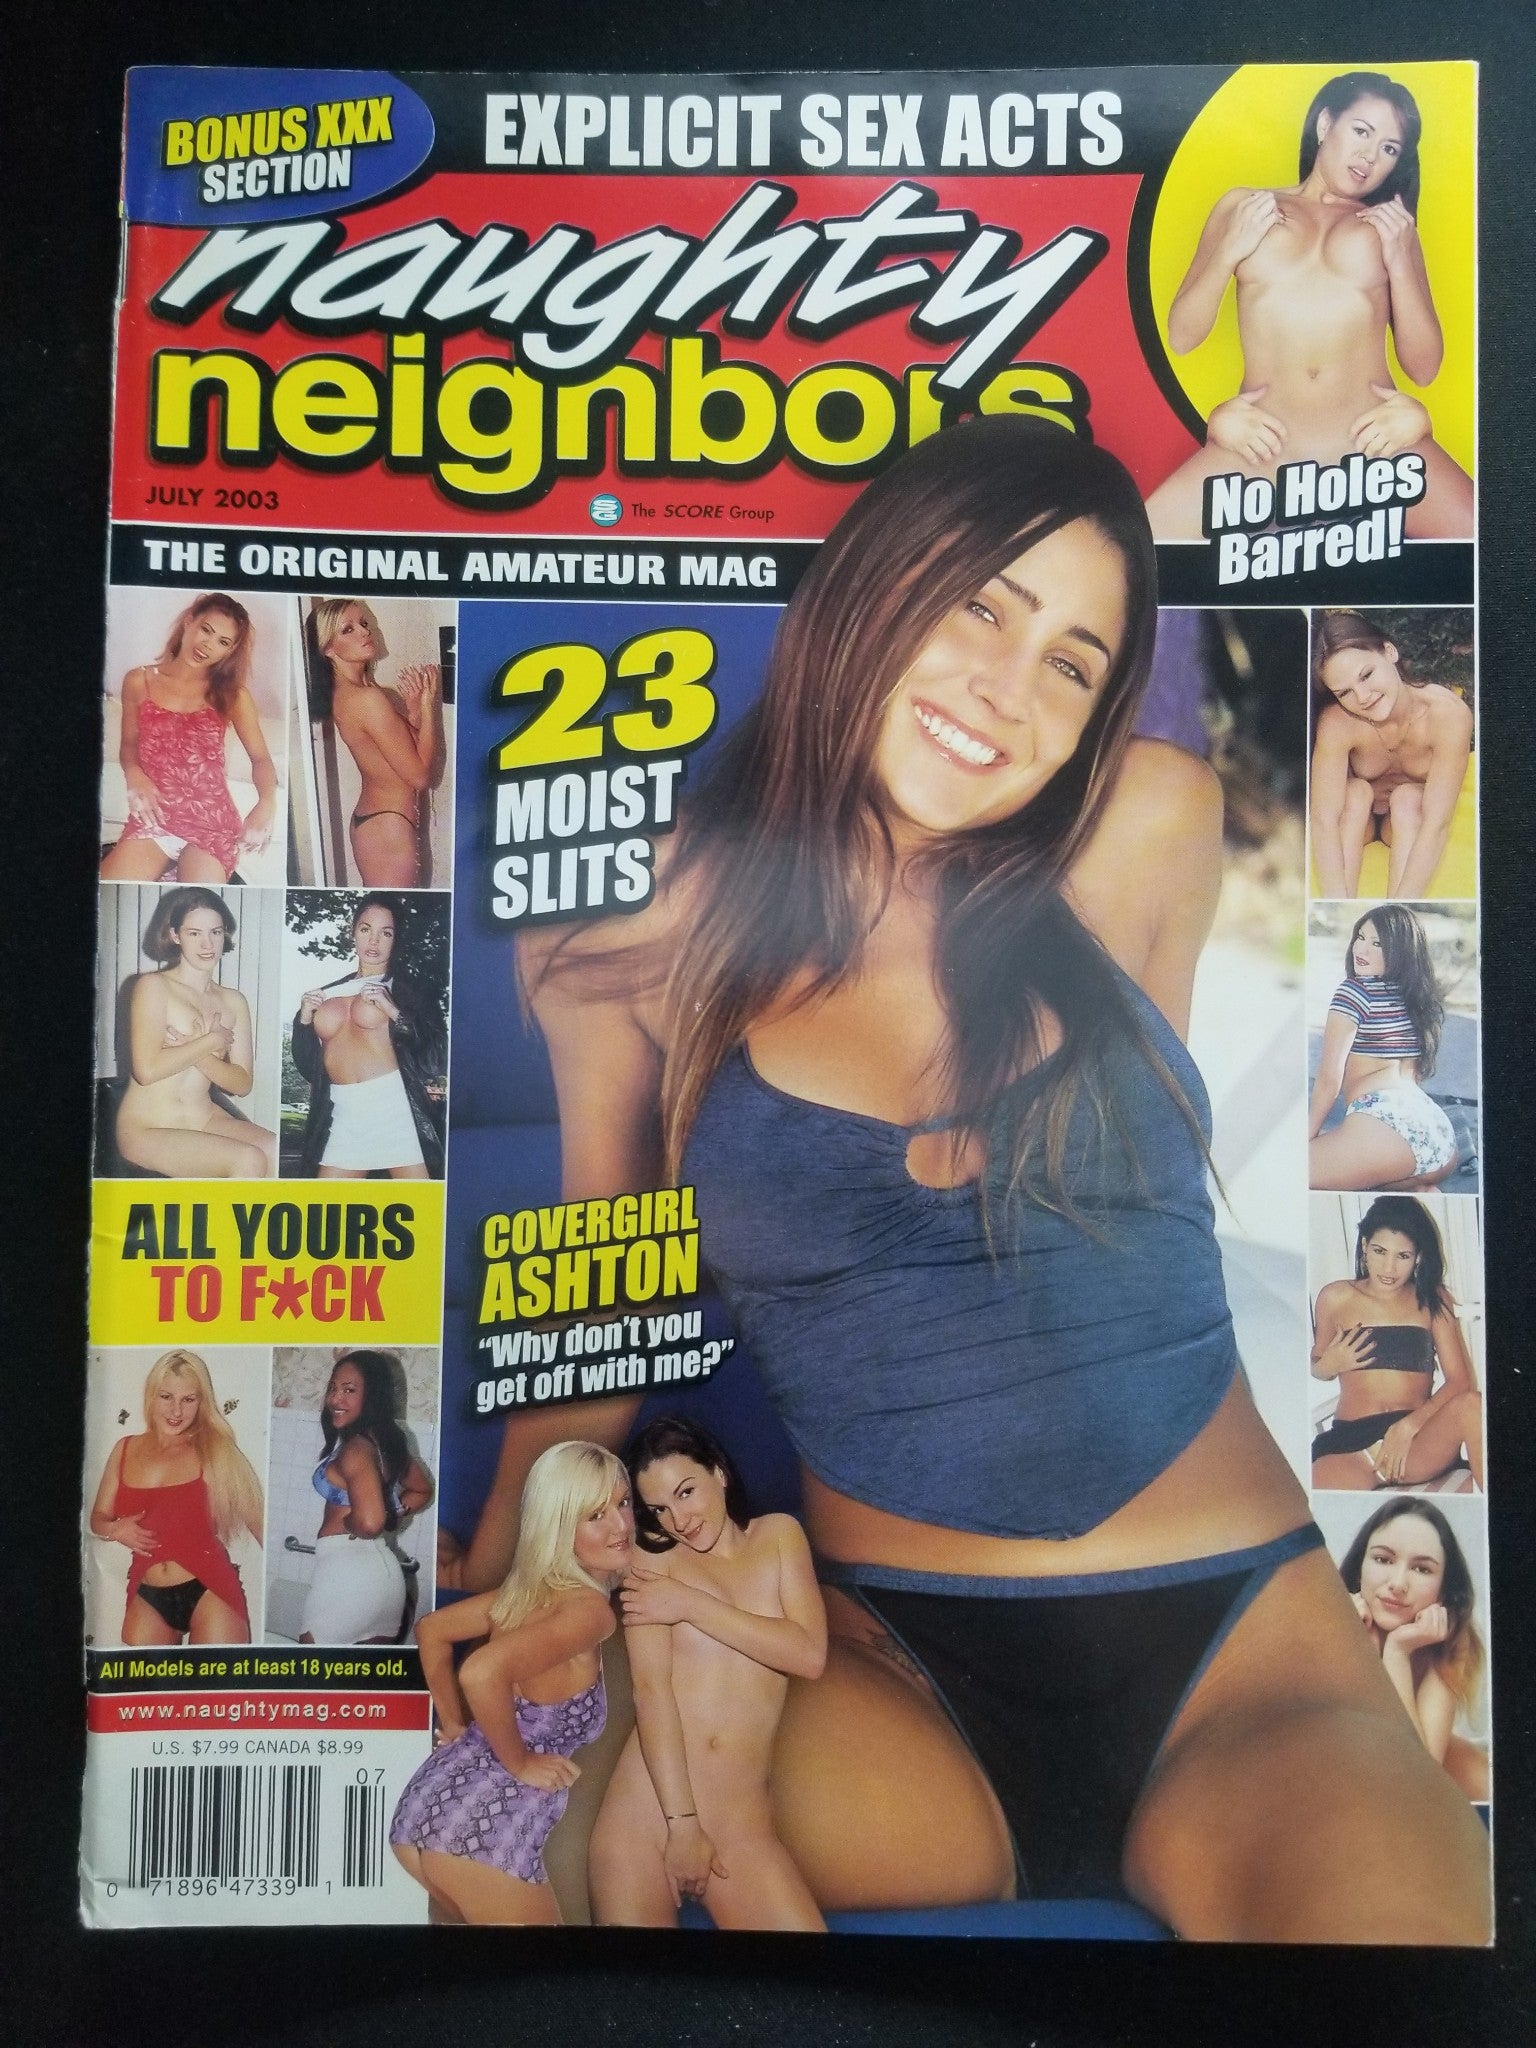 BONUS XXX
SECTION
EXPLICIT SEX ACTS
naughty
neighbors
JULY 2003
The SCORE Group
No Holes
Barred!
THE ORIGINAL AMATEUR MAG
23
MOIST
SLITS
ALL YOURS
TO F*CK
COVERGIRL
ASHTON
“Why don't you
get off with me?”
All Models are at least 18 years old.
www.naughtymag.com
U.S. $7.99 CANADA $8.99
07
0 71896 47339 1